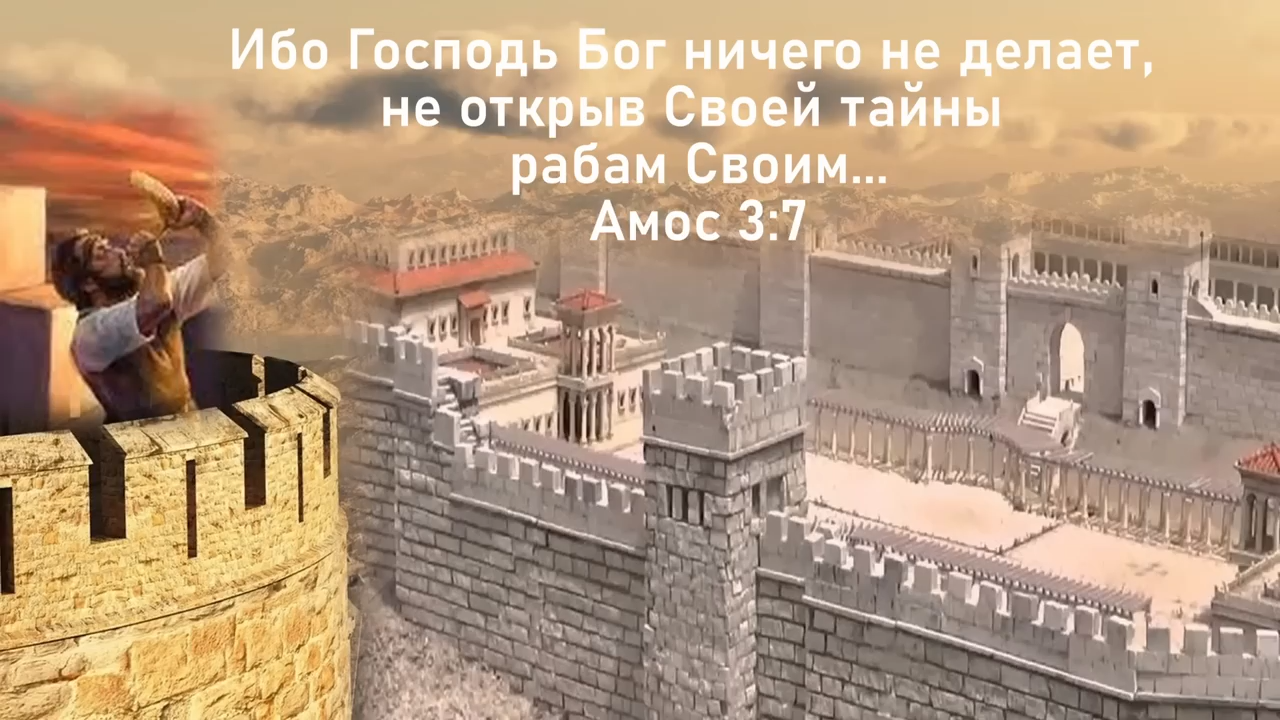 Ибо Господь Бог ничего не делает,
не открыв Своей тайны
рабам Своим...
Амос 3:7